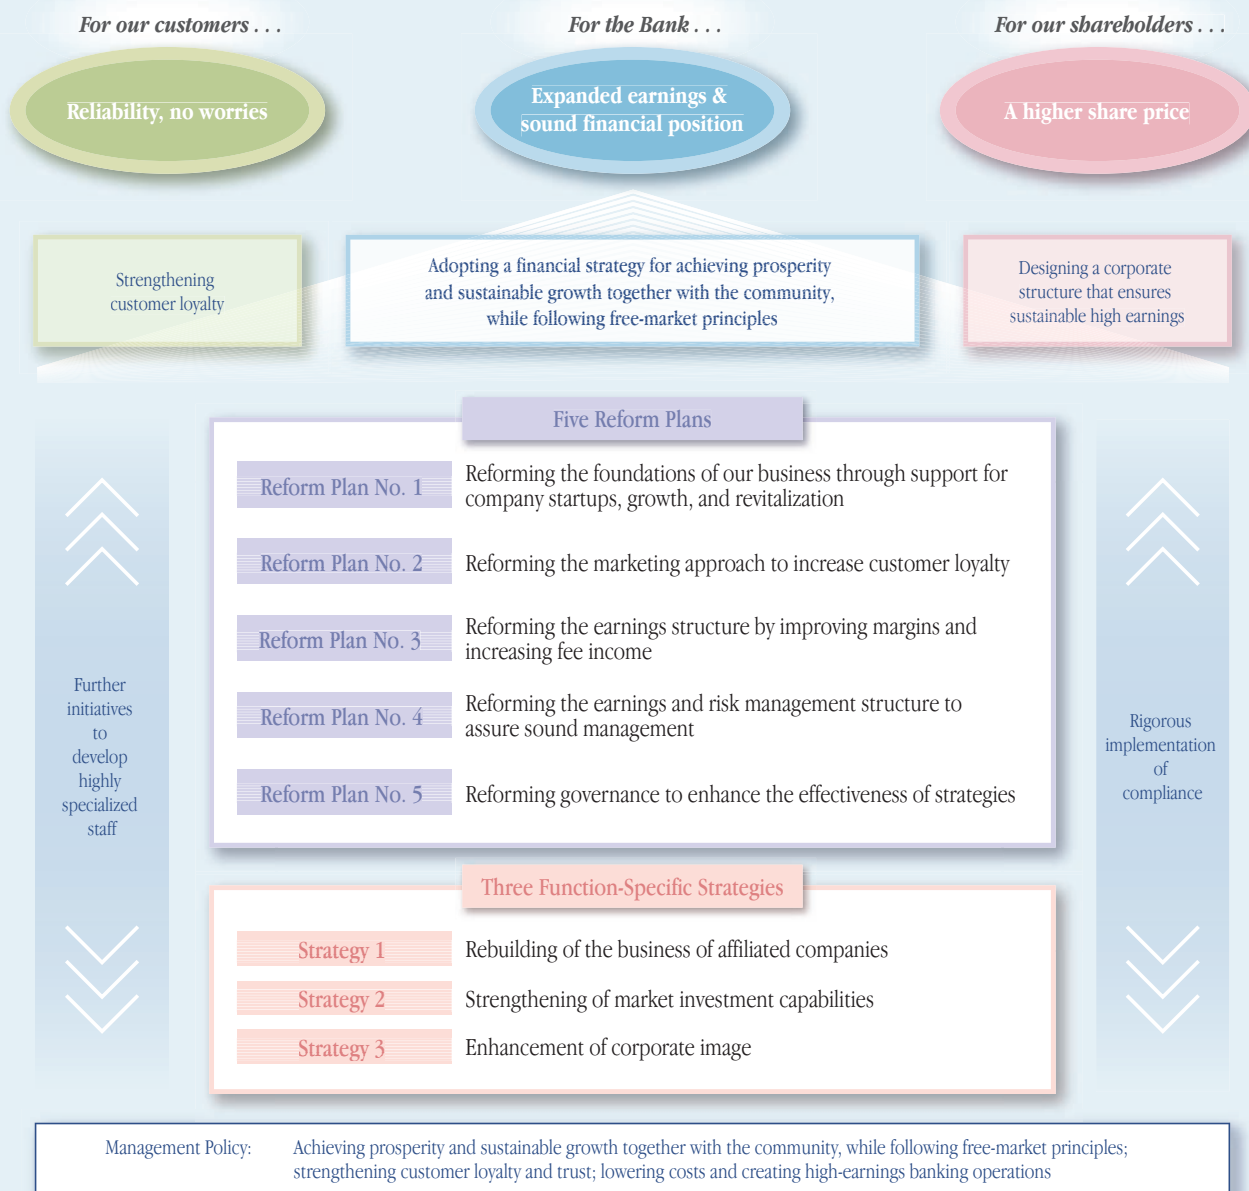 For our customers . . .
For the Bank . . .
For our shareholders . . .
Reliability, no worries
Expanded earnings &
sound financial position
A higher share price
Strengthening
customer loyalty
Adopting a financial strategy for achieving prosperity
and sustainable growth together with the community,
while following free-market principles
Designing a corporate
structure that ensures
sustainable high earnings
Five Reform Plans
Reform Plan No. 1
Reforming the foundations of our business through support for
company startups, growth, and revitalization
Reform Plan No. 2
Reforming the marketing approach to increase customer loyalty
Reform Plan No. 3
Reforming the earnings structure by improving margins and
increasing fee income
Reform Plan No. 4
Reforming the earnings and risk management structure to
assure sound management
Reform Plan No. 5
Reforming governance to enhance the effectiveness of strategies
Further
initiatives
to
develop
highly
specialized
staff
Rigorous
implementation
of
compliance
Three Function-Specific Strategies
Strategy 1
Rebuilding of the business of affiliated companies
Strategy 2
Strengthening of market investment capabilities
Strategy 3
Enhancement of corporate image
Management Policy:
Achieving prosperity and sustainable growth together with the community, while following free-market principles;
strengthening customer loyalty and trust; lowering costs and creating high-earnings banking operations